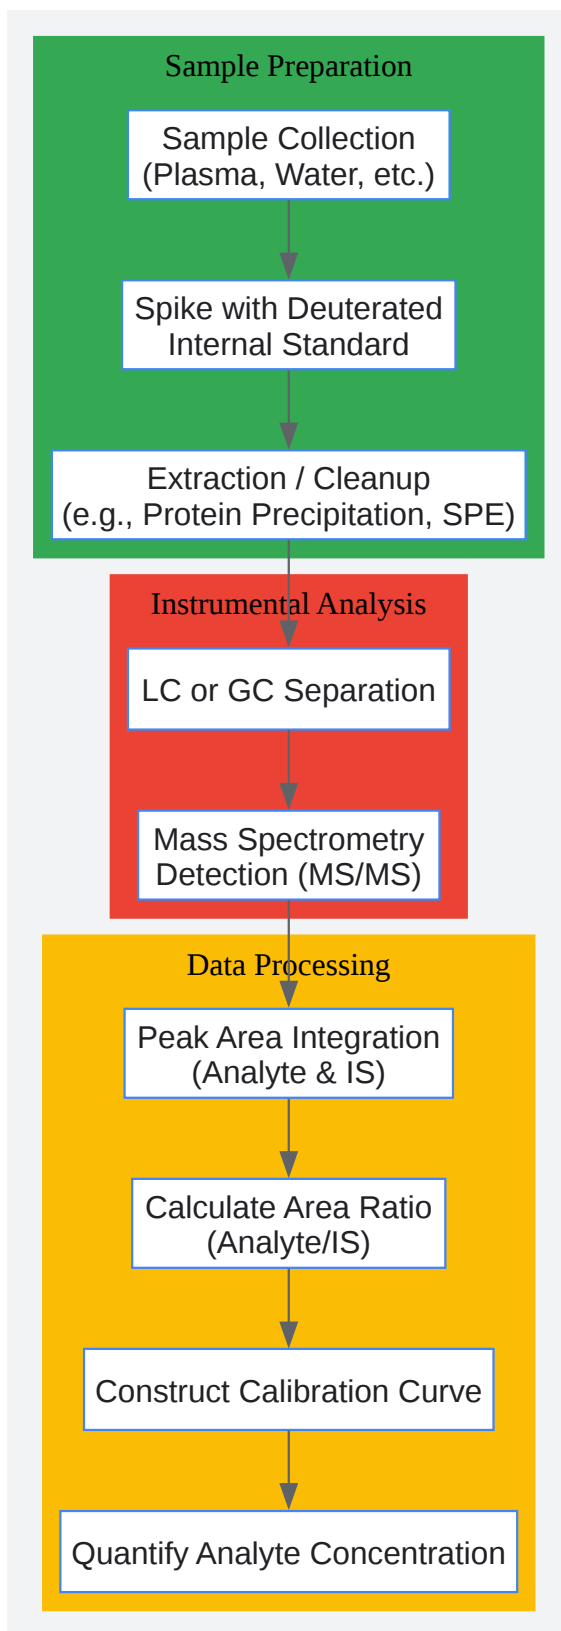 Sample Preparation
Sample Collection
(Plasma, Water, etc.)
Spike with Deuterated
Internal Standard
Extraction / Cleanup
(e.g., Protein Precipitation, SPE)
Instrumental Analysis
LC or GC Separation
Mass Spectrometry
Detection (MS/MS)
Data Processing
Peak Area Integration
(Analyte & IS)
Calculate Area Ratio
(Analyte/IS)
Construct Calibration Curve
Quantify Analyte Concentration